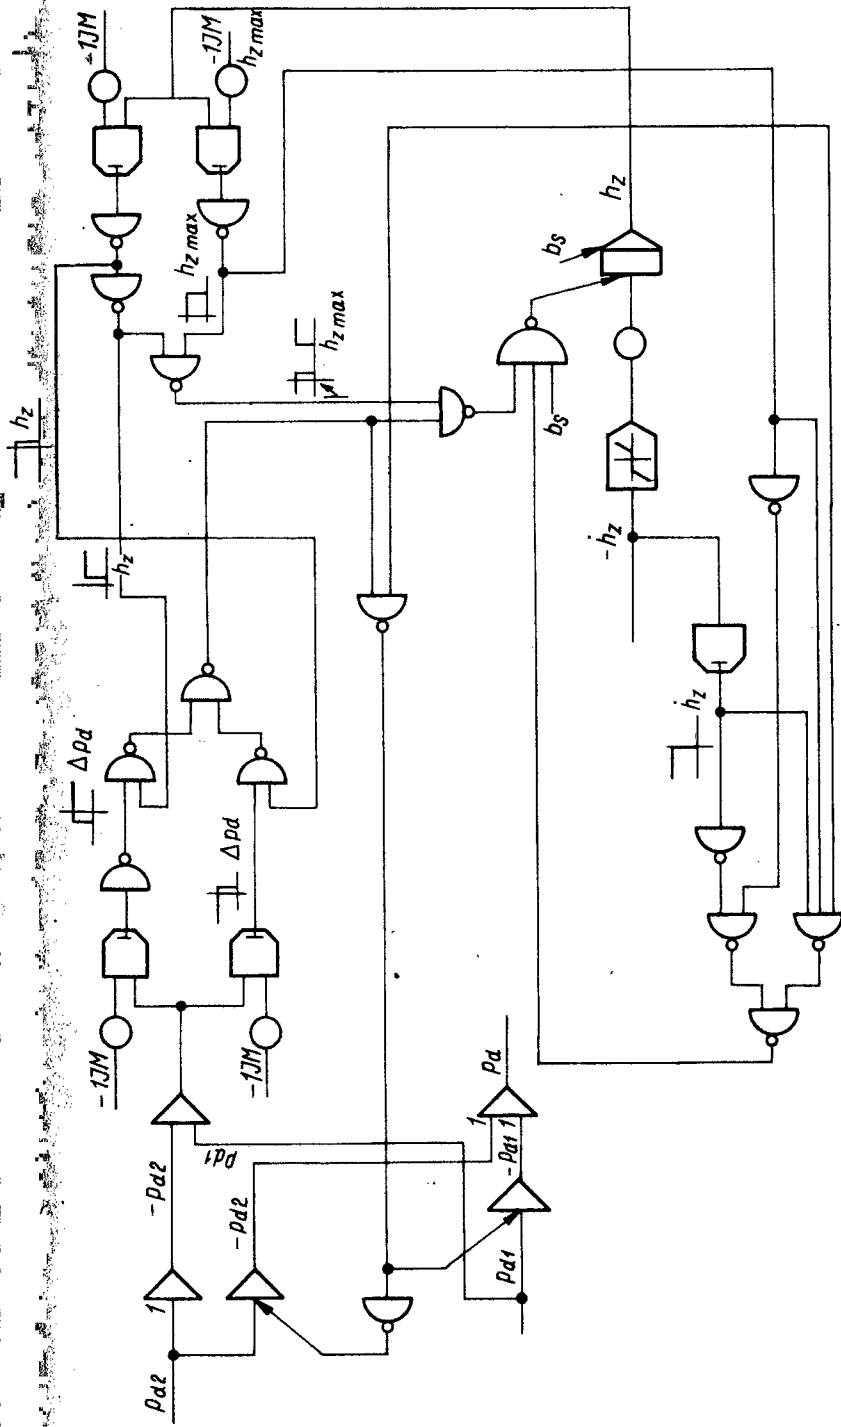 -1JM
-1JM
h_z max
h_z max
h_z max
h_z
h_z
Δp_d
Δp_d
-1JM
-1JM
-p_d2
p_d1
-p_d2
1
p_d2
1
1
-p_d1
p_d
p_d1
b_s
b_s
h_z
-ḣ_z
ḣ_z